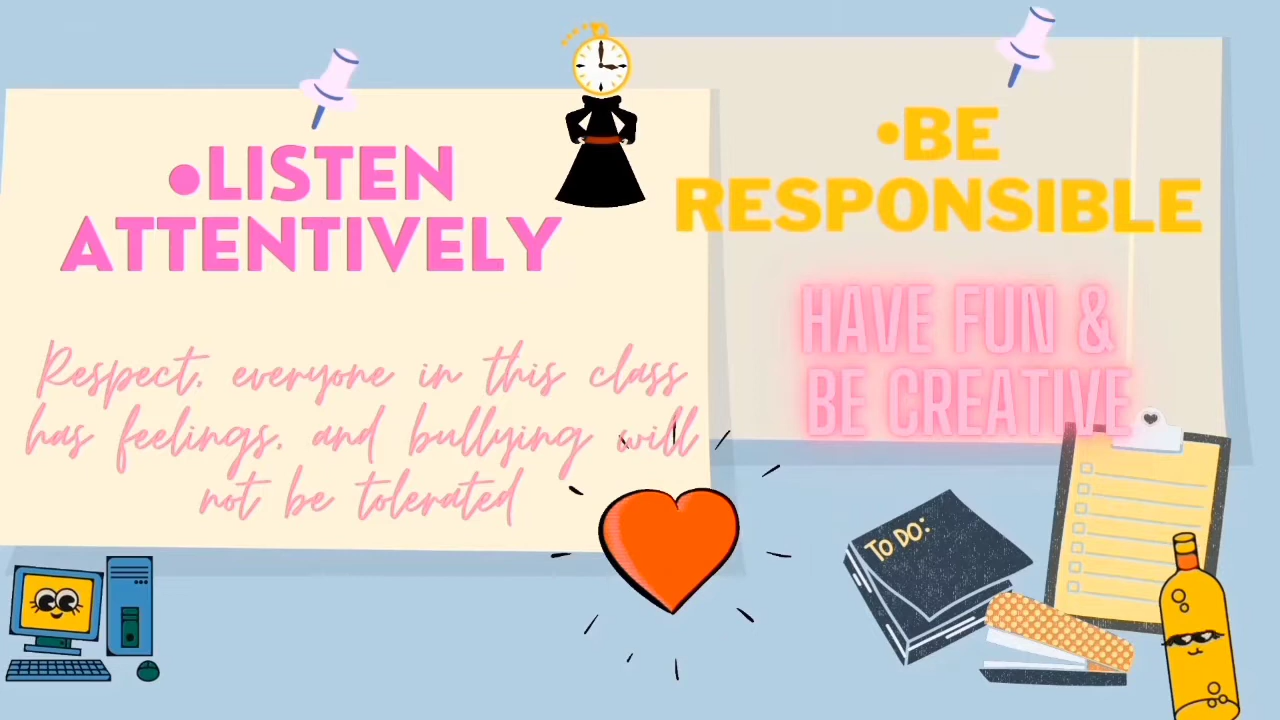 •LISTEN
ATTENTIVELY
Respect, everyone in this class
has feelings, and bullying will
not be tolerated
•BE
RESPONSIBLE
HAVE FUN &
BE CREATIVE
TO DO: